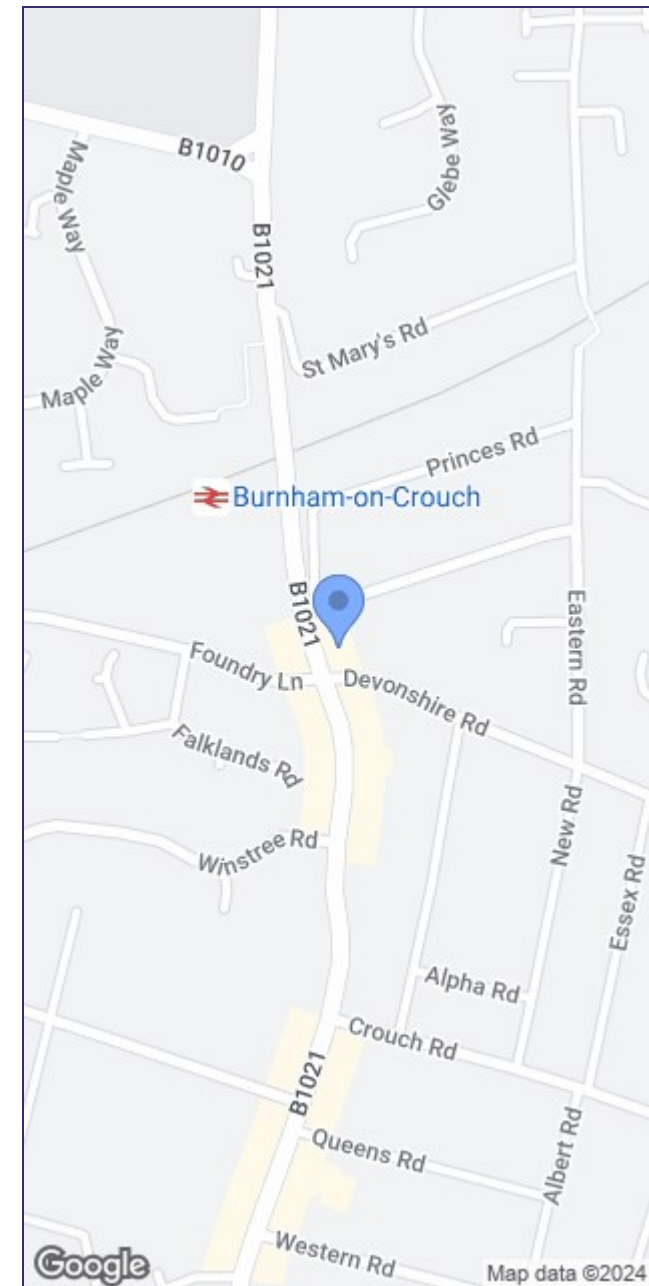 B1010
Glebe Way
Maple Way
B1021
St Mary's Rd
Maple Way
Princes Rd
Burnham-on-Crouch
B1021
Eastern Rd
Foundry Ln
Devonshire Rd
Falklands Rd
New Rd
Winstree Rd
Essex Rd
Alpha Rd
Crouch Rd
B1021
Queens Rd
Albert Rd
Western Rd
Google
Map data ©2024